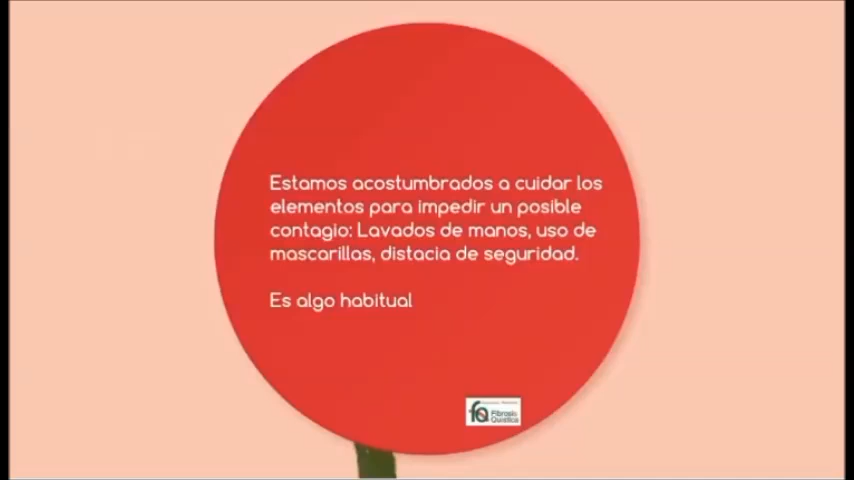 Estamos acostumbrados a cuidar los
elementos para impedir un posible
contagio: Lavados de manos, uso de
mascarillas, distacia de seguridad.
Es algo habitual
fq Fibrosis
Quística